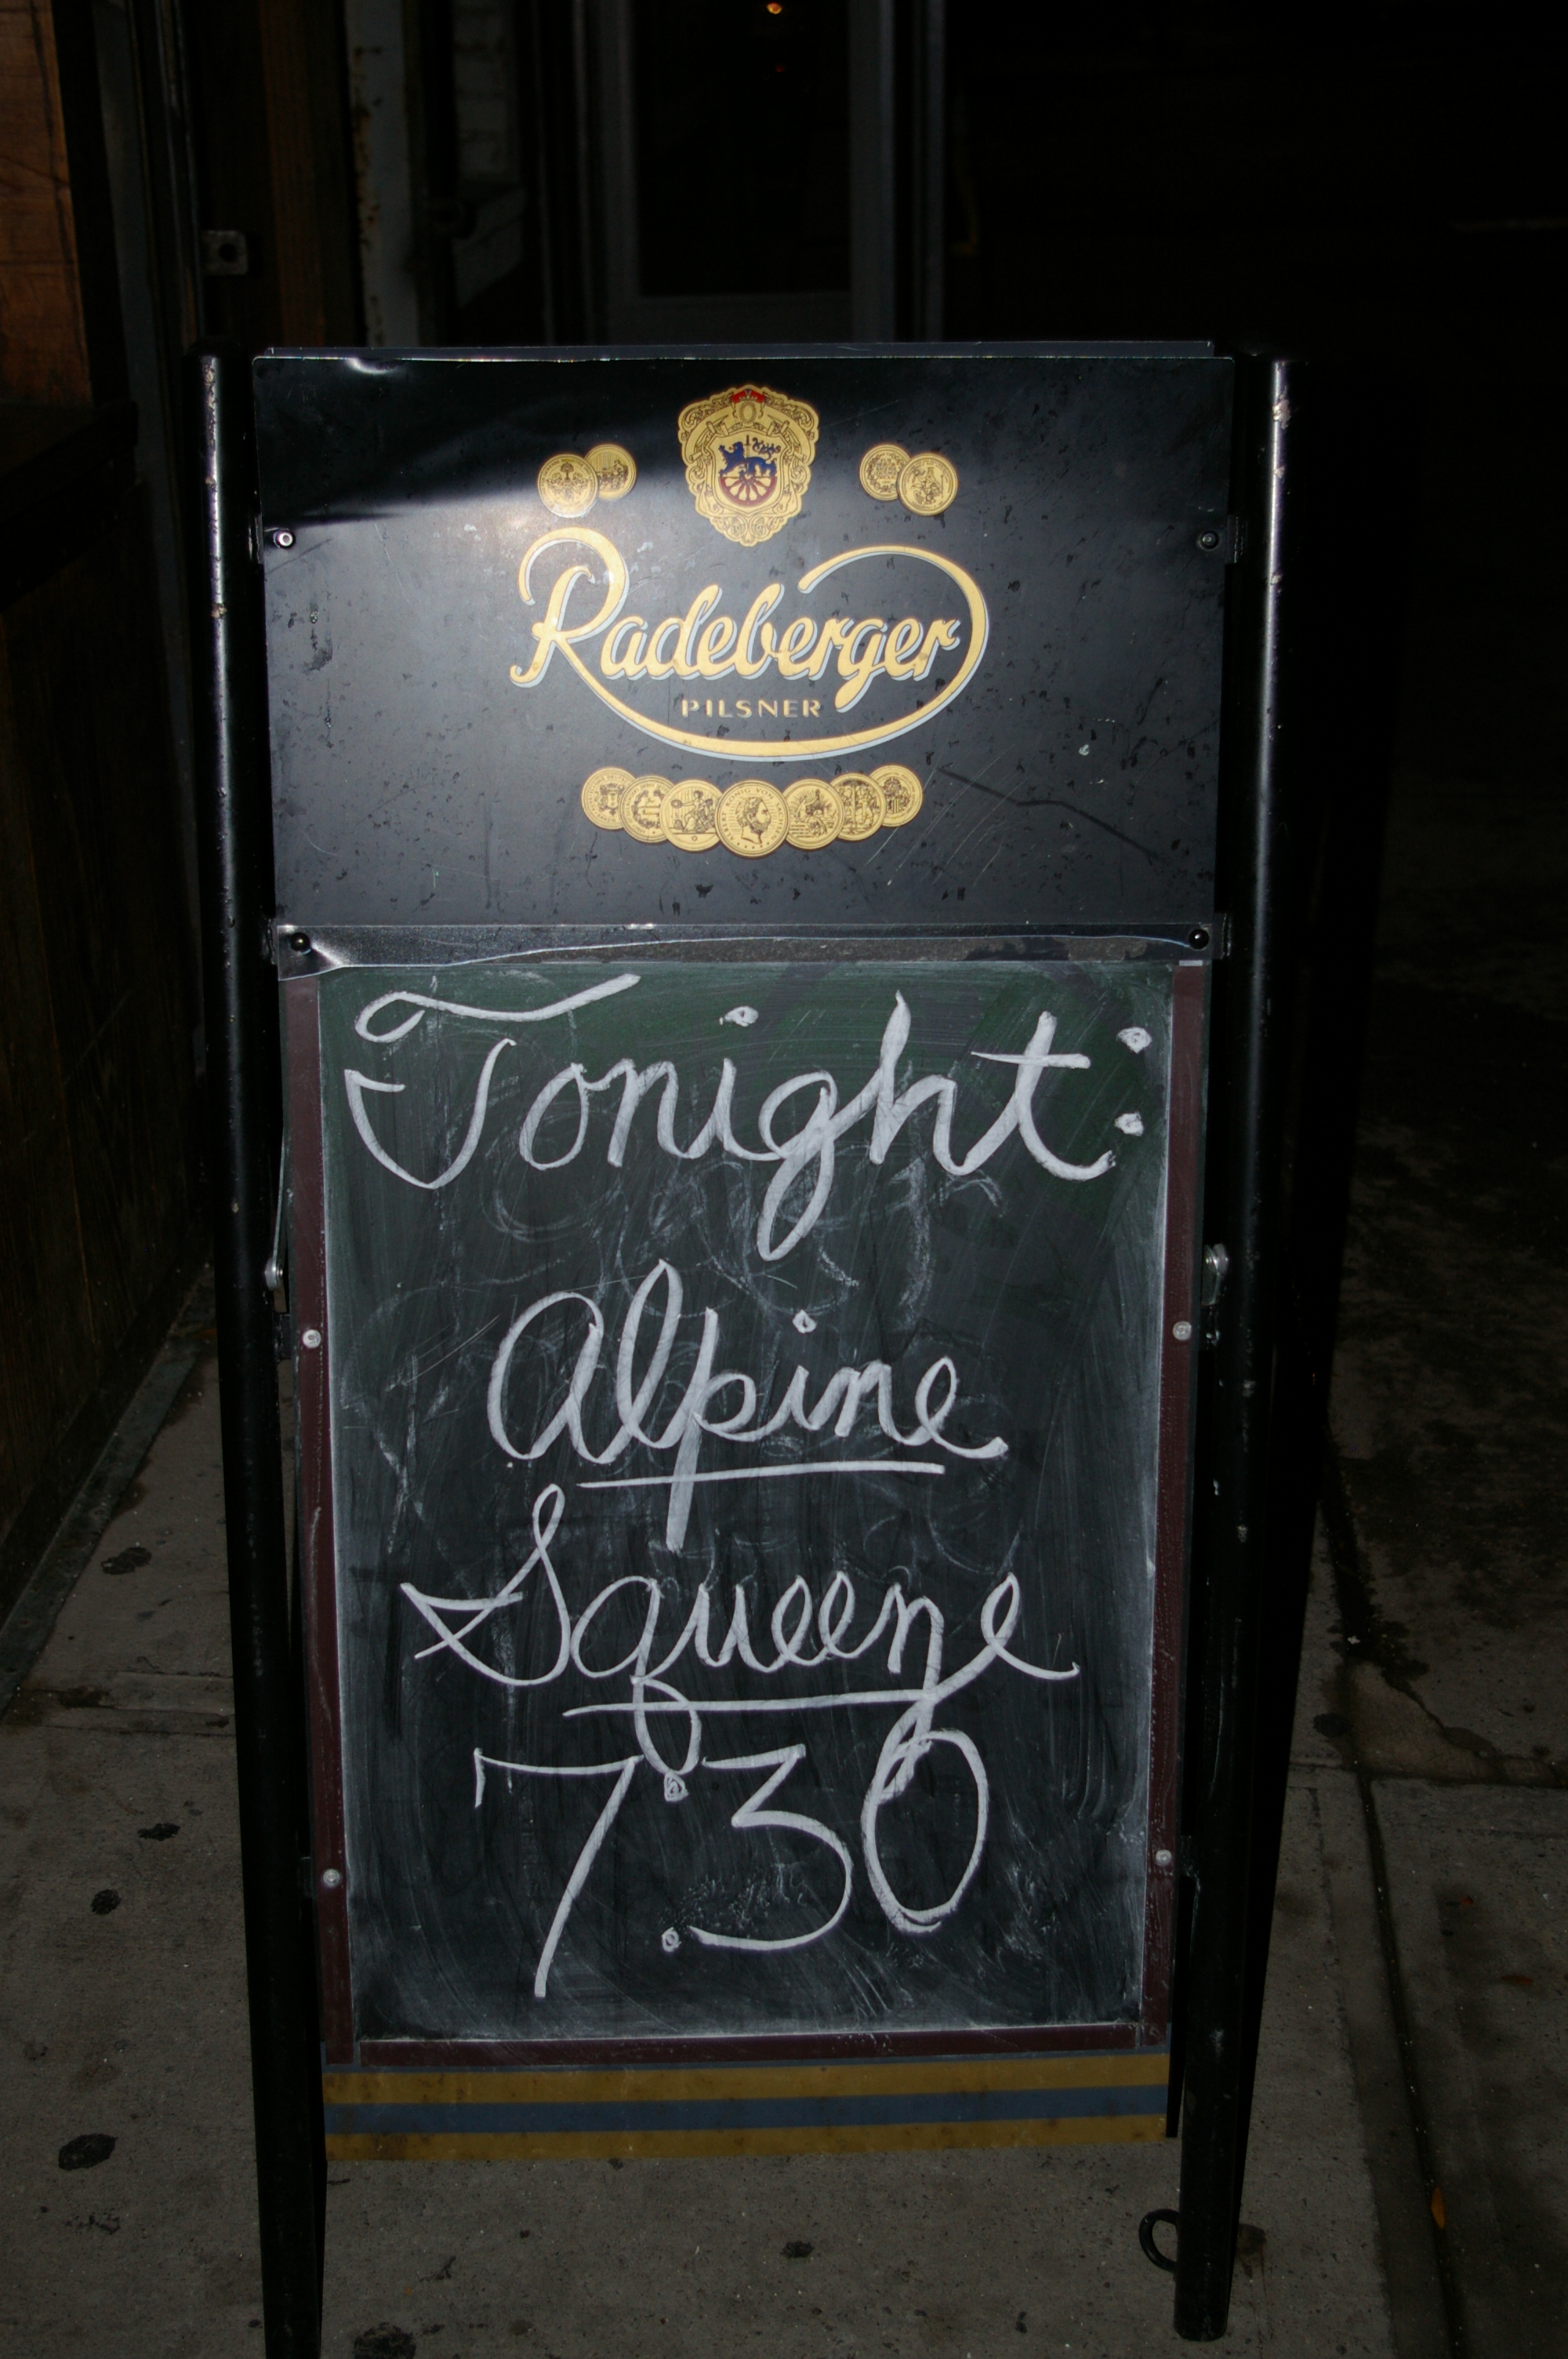 Radeberger
PILSNER
Tonight:
Alpine
Squeeze
7:30